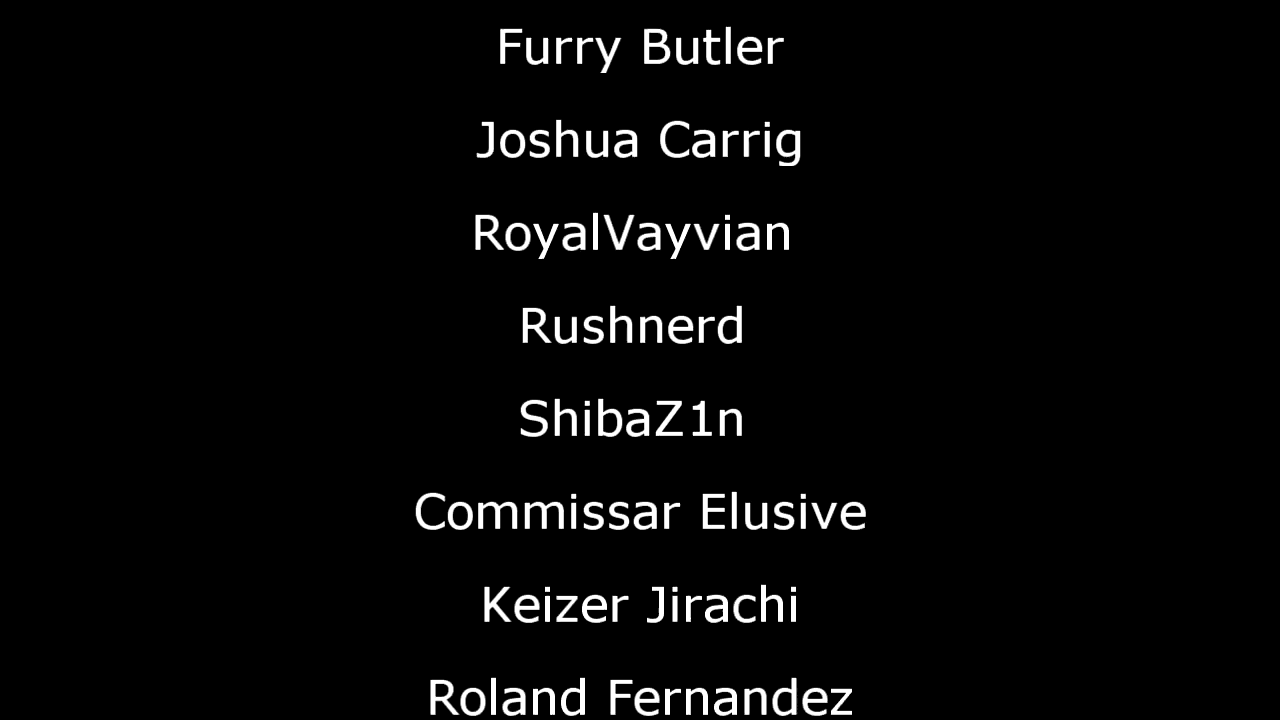 Furry Butler
Joshua Carrig
RoyalVayvian
Rushnerd
ShibaZ1n
Commissar Elusive
Keizer Jirachi
Roland Fernandez